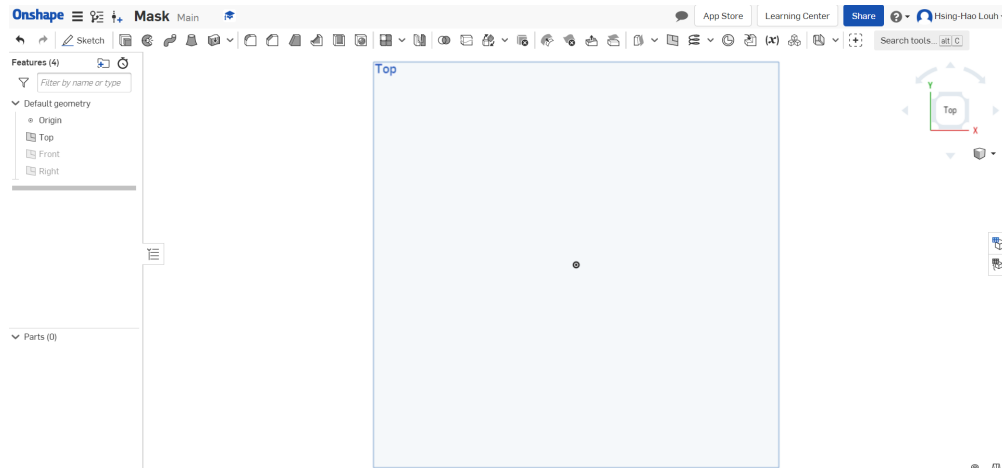 Onshape Mask Main App Store Learning Center Share Hsing-Hao Louh
Sketch Search tools... alt C
Features (4)
Filter by name or type
Default geometry
Origin
Top
Front
Right
Parts (0)
Top
Y
Top
X